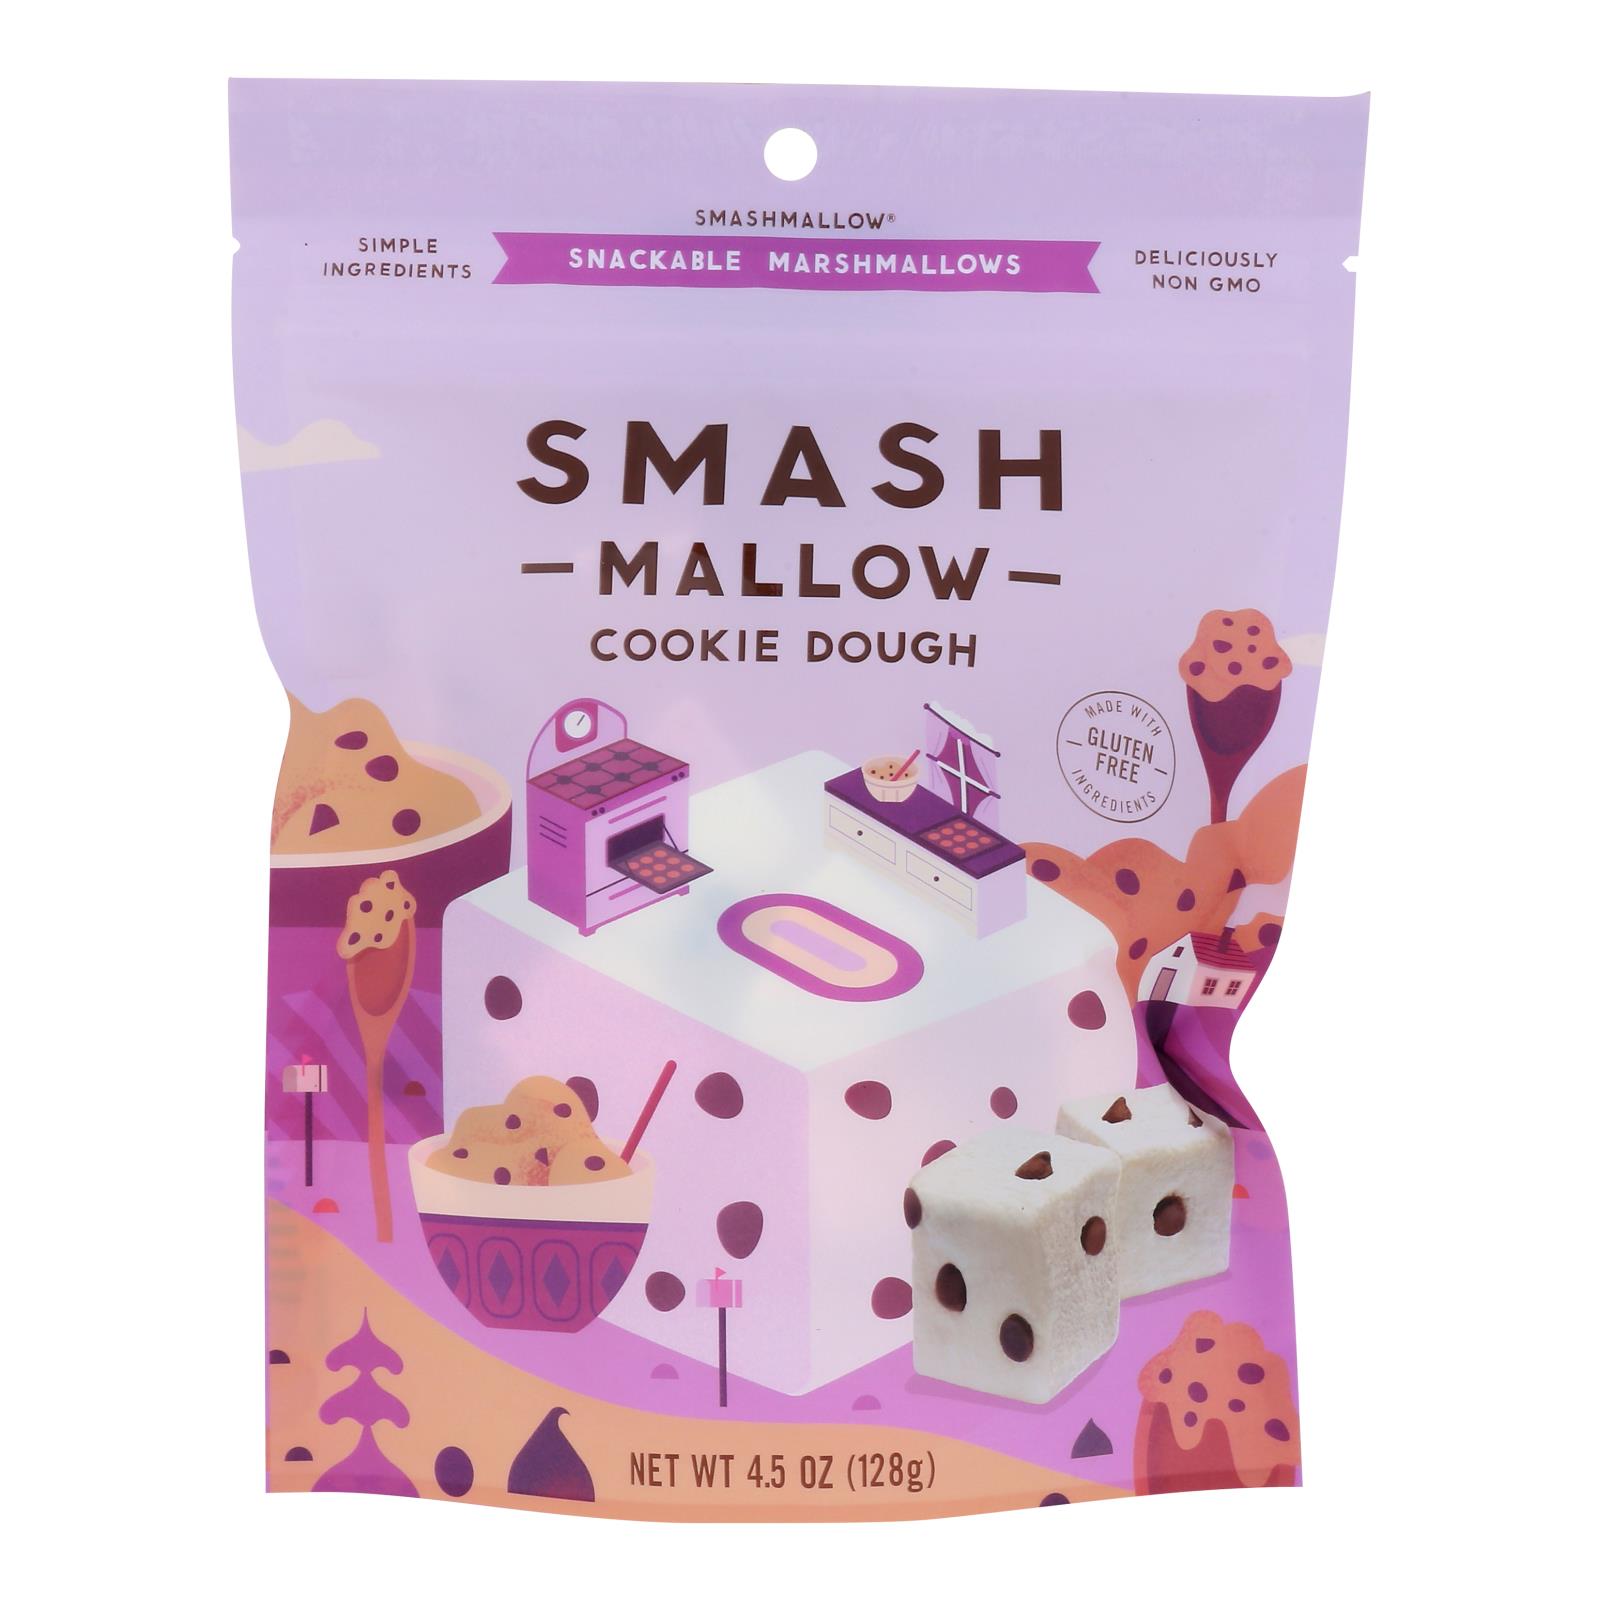 SMASHMALLOW®
SIMPLE
INGREDIENTS
SNACKABLE MARSHMALLOWS
DELICIOUSLY
NON GMO
SMASH
—MALLOW—
COOKIE DOUGH
MADE WITH
— GLUTEN
FREE —
INGREDIENTS
NET WT 4.5 OZ (128g)